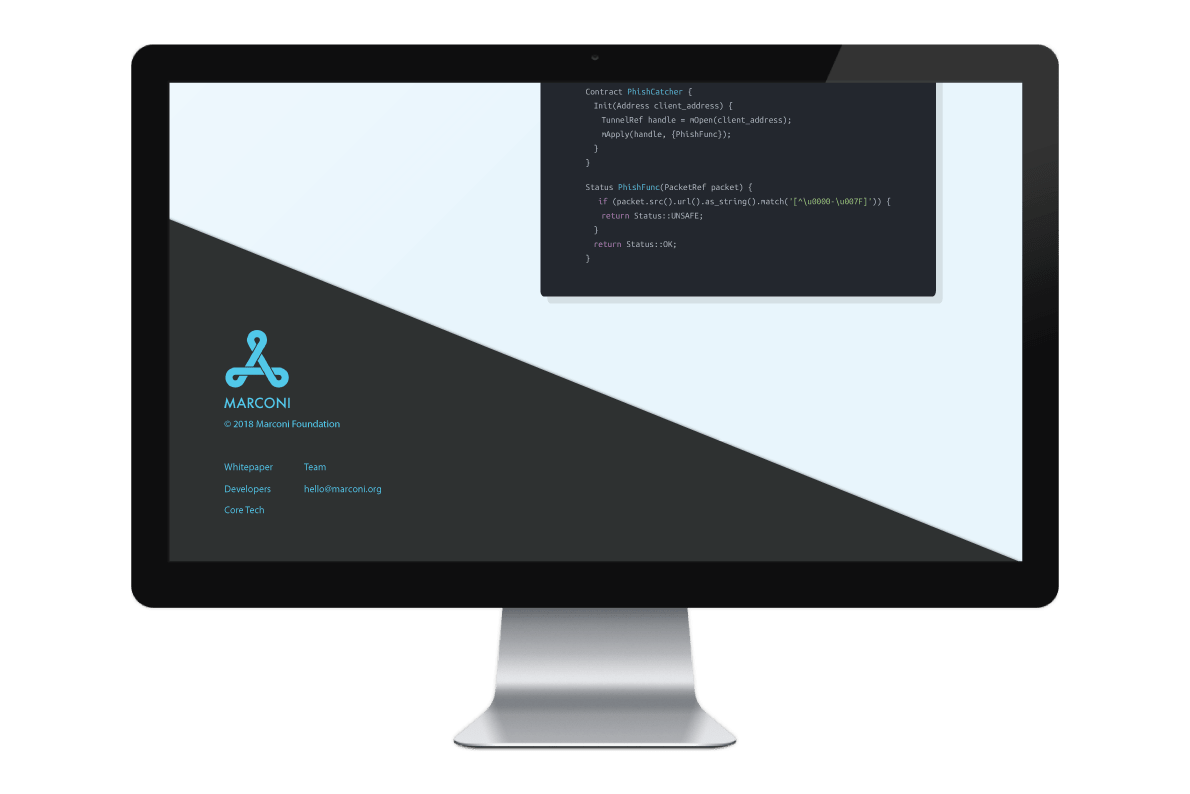 Contract PhishCatcher {
Init(Address client_address) {
TunnelRef handle = mOpen(client_address);
mApply(handle, {PhishFunc});
}
}
Status PhishFunc(PacketRef packet) {
if (packet.src().url().as_string().match('[^\u0000-\u007F]')) {
return Status::UNSAFE;
}
return Status::OK;
}
MARCONI
© 2018 Marconi Foundation
Whitepaper Team
Developers hello@marconi.org
Core Tech